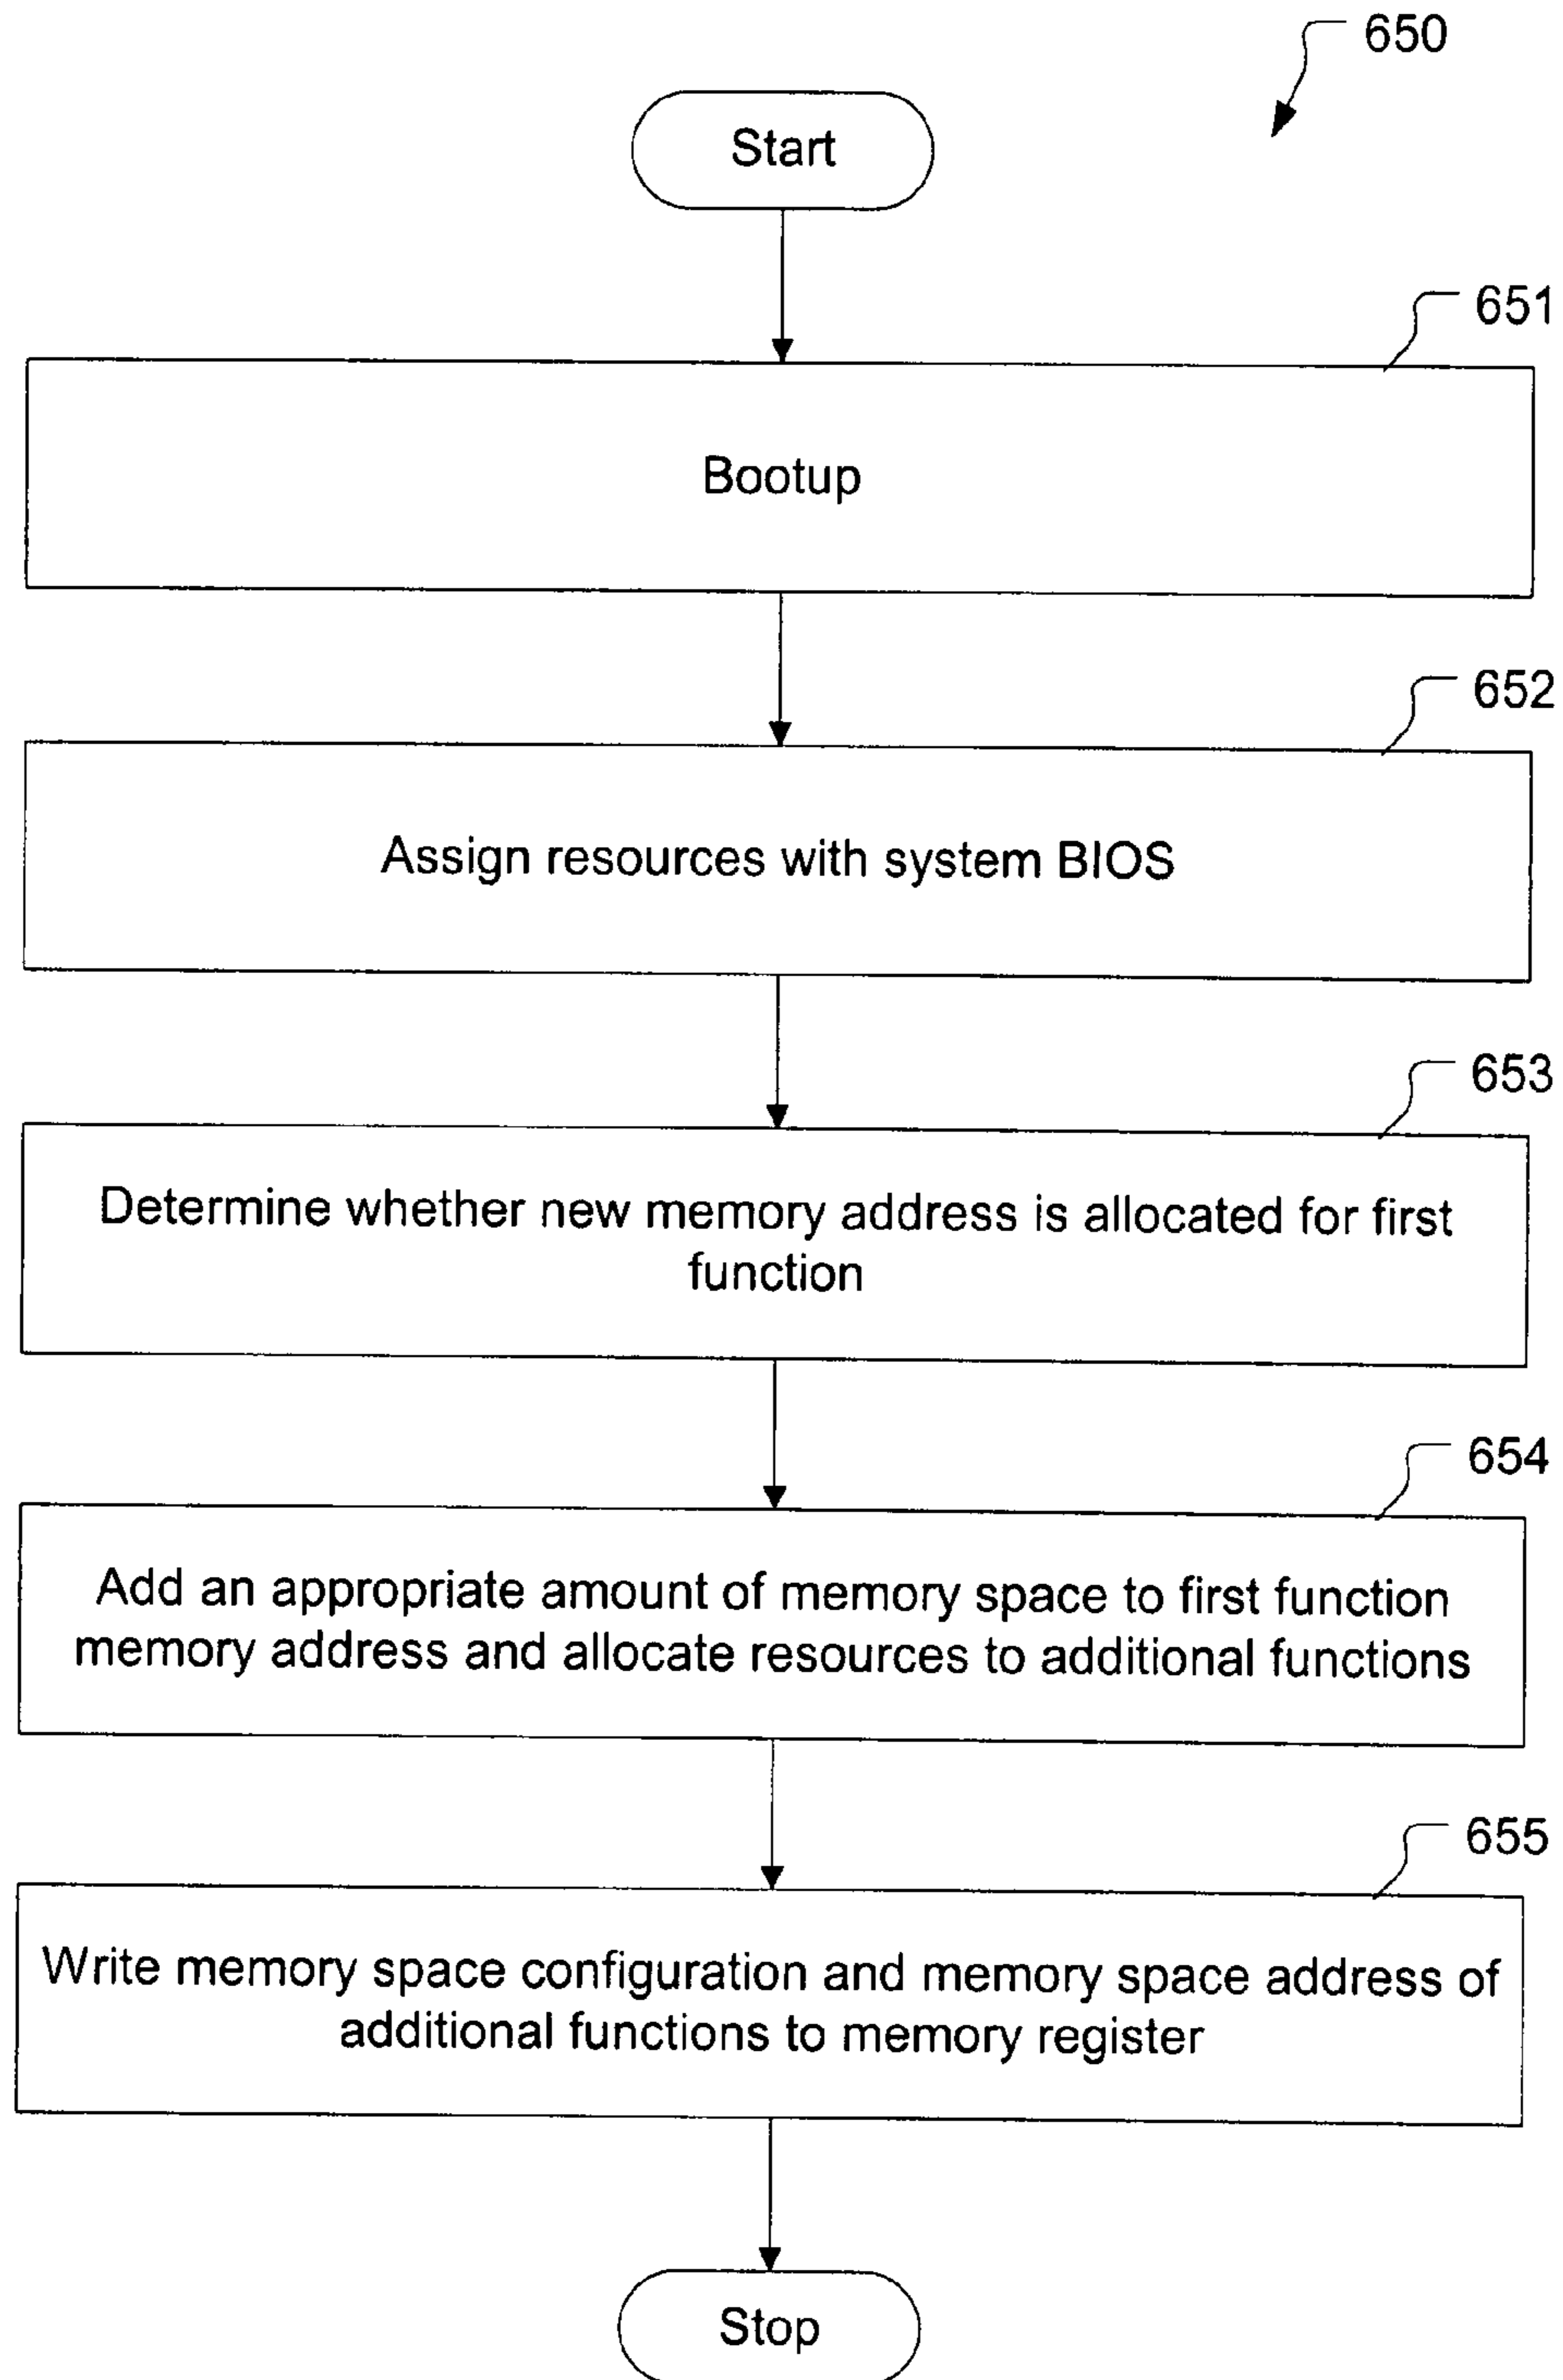 650
Start
651
Bootup
652
Assign resources with system BIOS
653
Determine whether new memory address is allocated for first
function
654
Add an appropriate amount of memory space to first function
memory address and allocate resources to additional functions
655
Write memory space configuration and memory space address of
additional functions to memory register
Stop